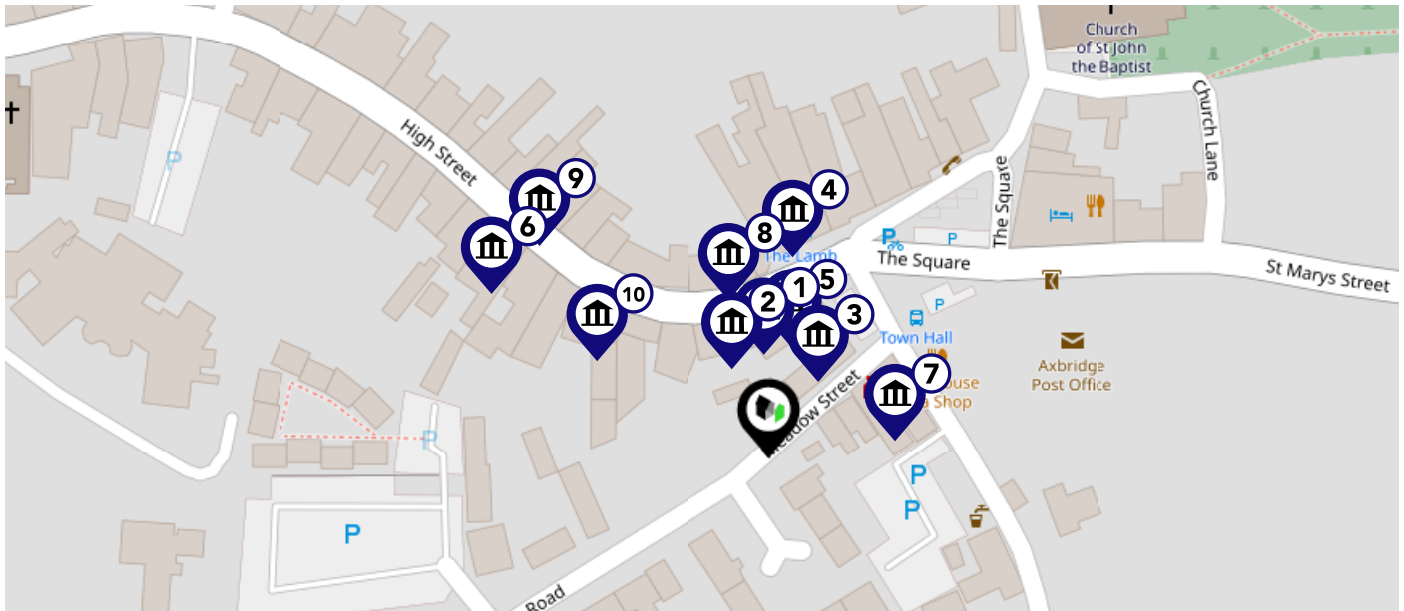 Church
of St John
the Baptist
Church Lane
High Street
P
9
6
4
8
The Lamb
The Square
P
P
The Square
St Marys Street
10
2
1
5
3
P
Town Hall
7
Shop
Axbridge
Post Office
Street
P
P
P
P
Road